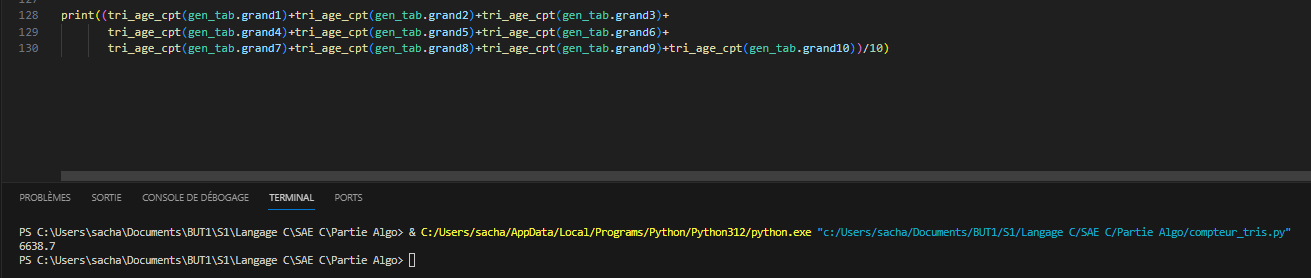 127
128 print((tri_age_cpt(gen_tab.grand1)+tri_age_cpt(gen_tab.grand2)+tri_age_cpt(gen_tab.grand3)+
129 tri_age_cpt(gen_tab.grand4)+tri_age_cpt(gen_tab.grand5)+tri_age_cpt(gen_tab.grand6)+
130 tri_age_cpt(gen_tab.grand7)+tri_age_cpt(gen_tab.grand8)+tri_age_cpt(gen_tab.grand9)+tri_age_cpt(gen_tab.grand10))/10)
PROBLÈMES SORTIE CONSOLE DE DÉBOGAGE TERMINAL PORTS
PS C:\Users\sacha\Documents\BUT1\S1\Langage C\SAE C\Partie Algo> & C:/Users/sacha/AppData/Local/Programs/Python/Python312/python.exe "c:/Users/sacha/Documents/BUT1/S1/Langage C/SAE C/Partie Algo/compteur_tris.py"
6638.7
PS C:\Users\sacha\Documents\BUT1\S1\Langage C\SAE C\Partie Algo>